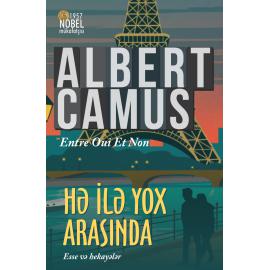 1957
NOBEL
mükafatçısı
ALBERT
CAMUS
Entre Oui Et Non
HƏ İLƏ YOX
ARASINDA
Esse və hekayələr